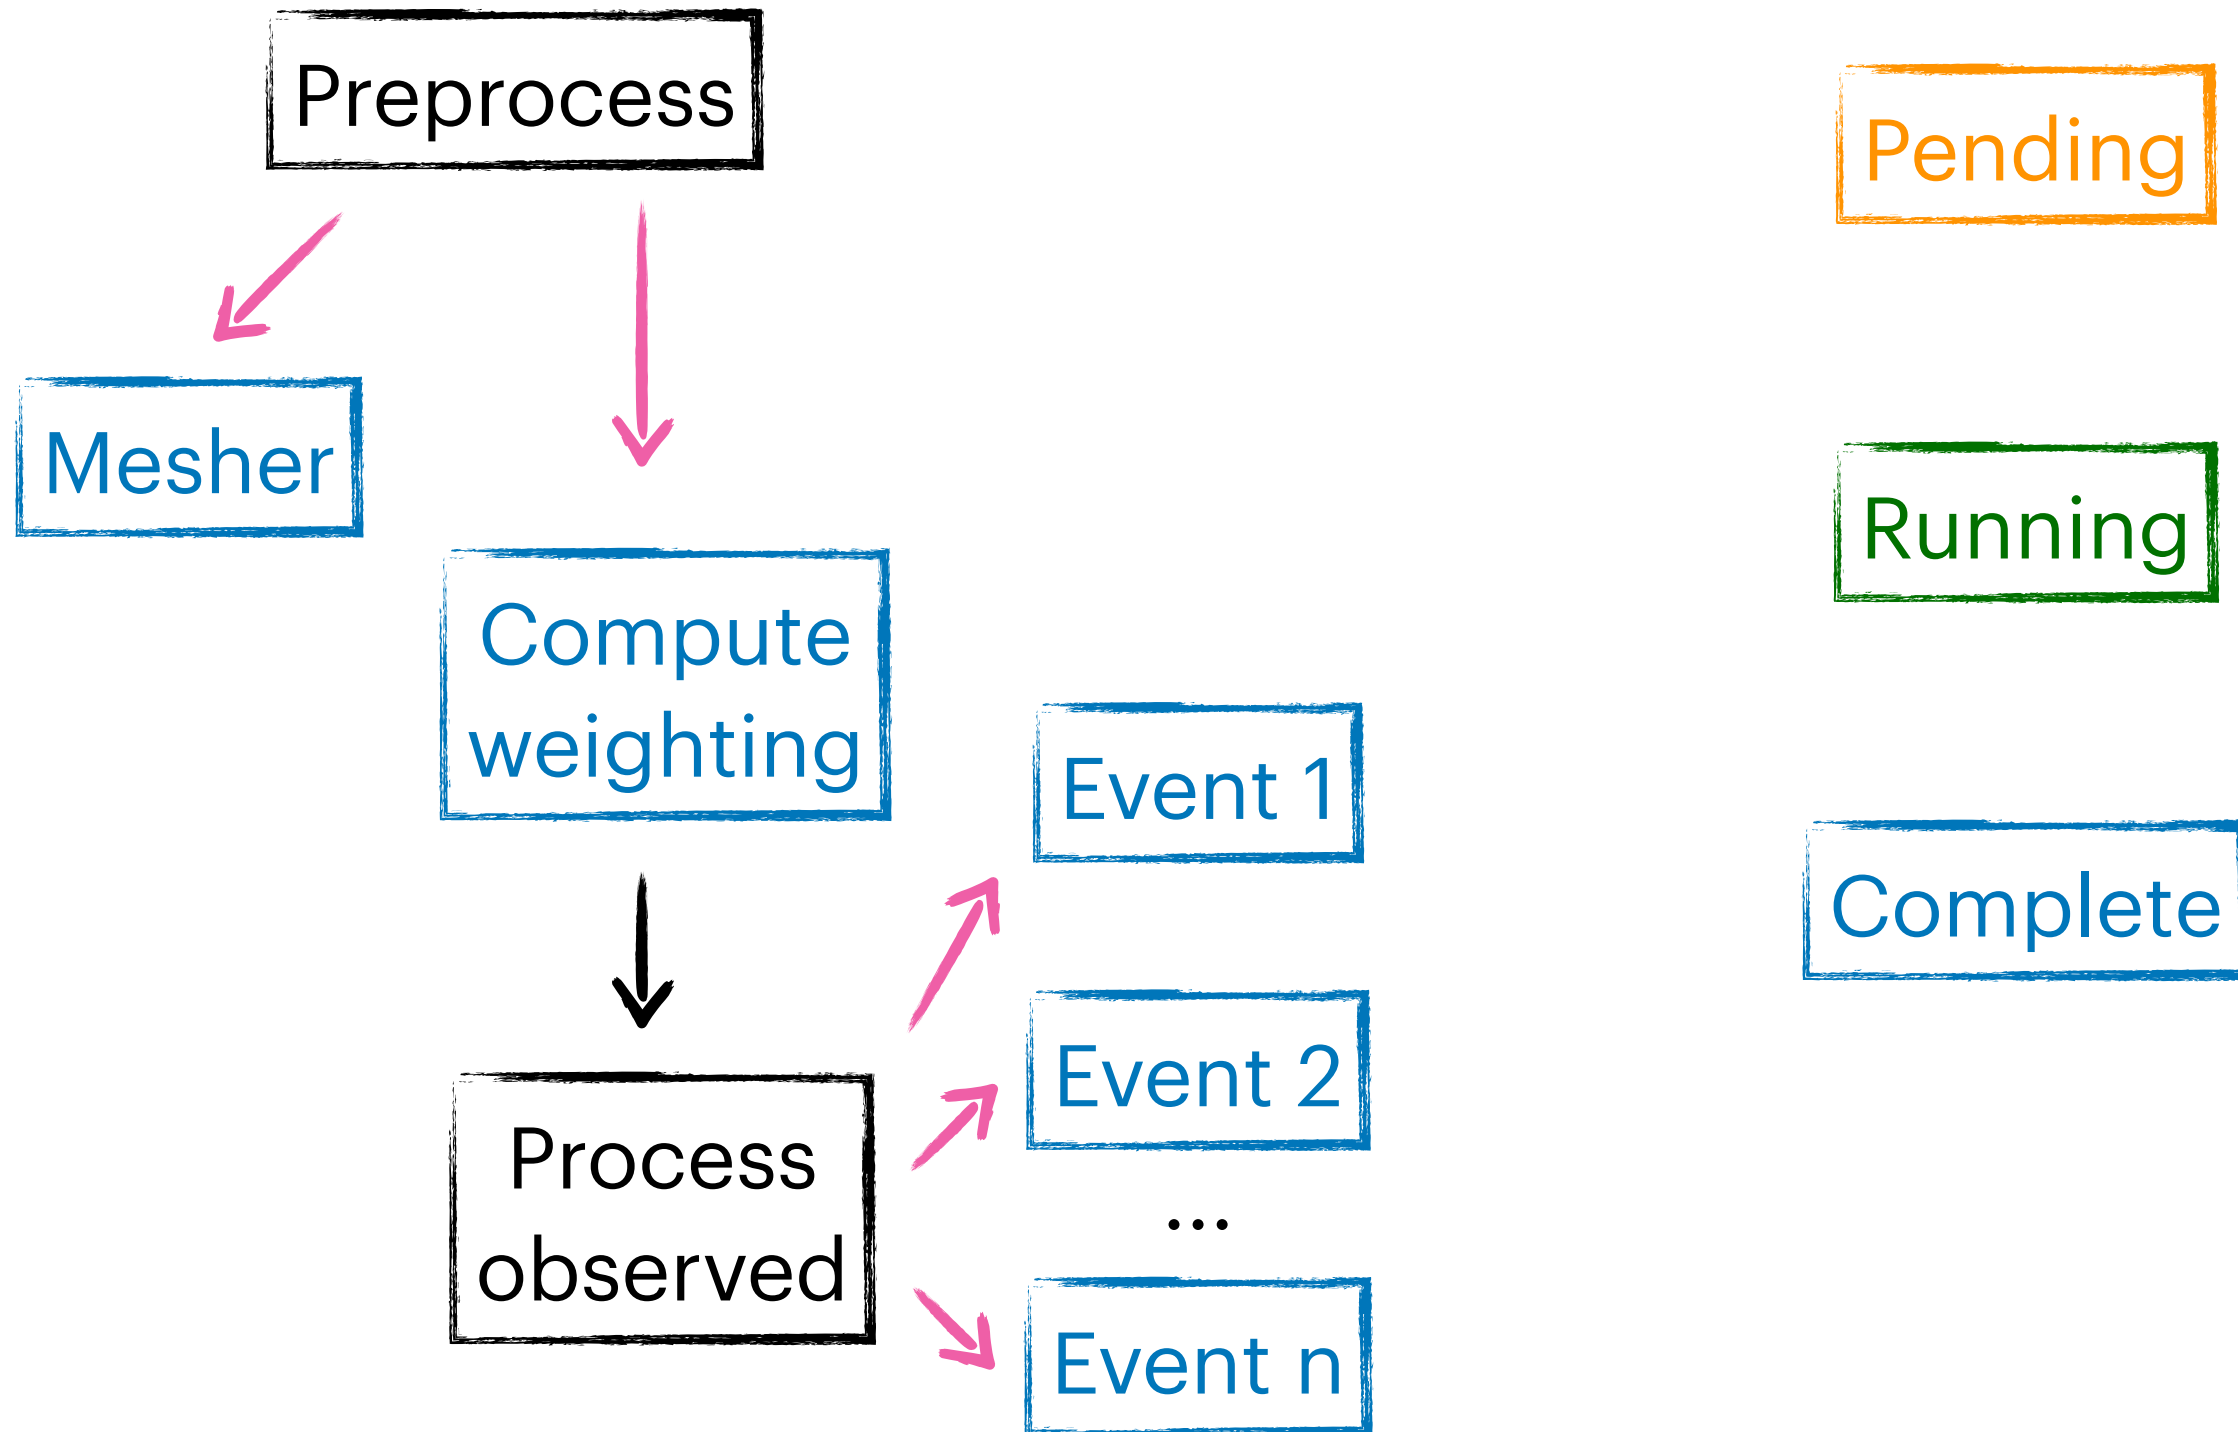 Preprocess
Pending
Mesher
Running
Compute
weighting
Event 1
Complete
Event 2
Process
observed
...
Event n